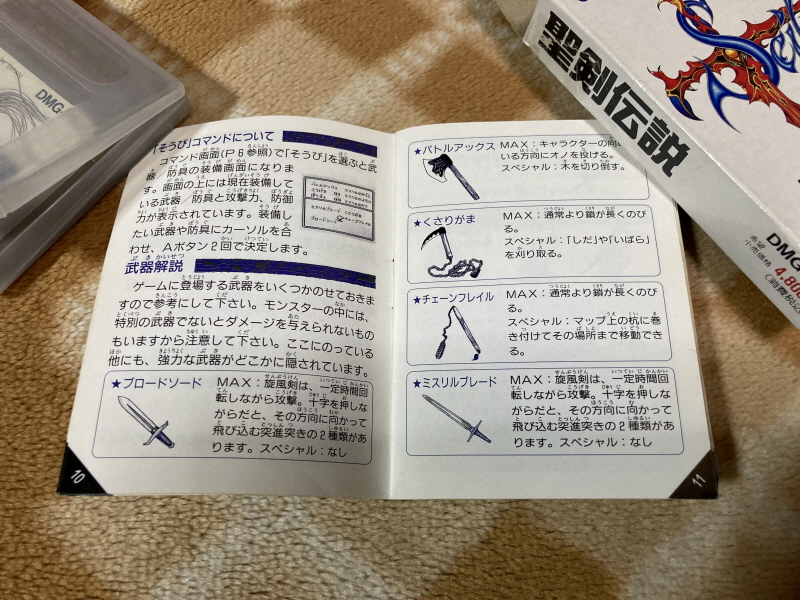 「そうび」コマンドについて
コマンド画面(P6参照)で「そうび」を選ぶと武
器・防具の装備画面になりま
す。画面の上には現在装備して
いる武器・防具と攻撃力、防御
力が表示されています。装備し
たい武器や防具にカーソルを合
わせ、Aボタン2回で決定します。
武器解説
ゲームに登場する武器をいくつかのせておきま
すので参考にして下さい。モンスターの中には、
特別の武器でないとダメージを与えられないもの
もいますから注意して下さい。ここにのっている
他にも、強力な武器がどこかに隠されています。
★ブロードソード
MAX:旋風剣は、一定時間回
転しながら攻撃。十字を押しな
がらだと、その方向に向かって
飛び込む突進突きの2種類があ
ります。スペシャル:なし
10
★バトルアックス
MAX:キャラクターの向い
いる方向にオノを投げる。
スペシャル:木を切り倒す。
★くさりがま
MAX:通常より鎖が長くのび
る。
スペシャル:「しだ」や「いばら」
を刈り取る。
★チェーンフレイル
MAX:通常より鎖が長くのび
る。
スペシャル:マップ上の杭に巻
き付けてその場所まで移動でき
る。
★ミスリルブレード
MAX:旋風剣は、一定時間回
転しながら攻撃。十字を押しな
がらだと、その方向に向かって
飛び込む突進突きの2種類があ
ります。スペシャル:なし
11
聖剣伝説
DMG-
希望
小売価格
4,80
(消費税込
DMG-